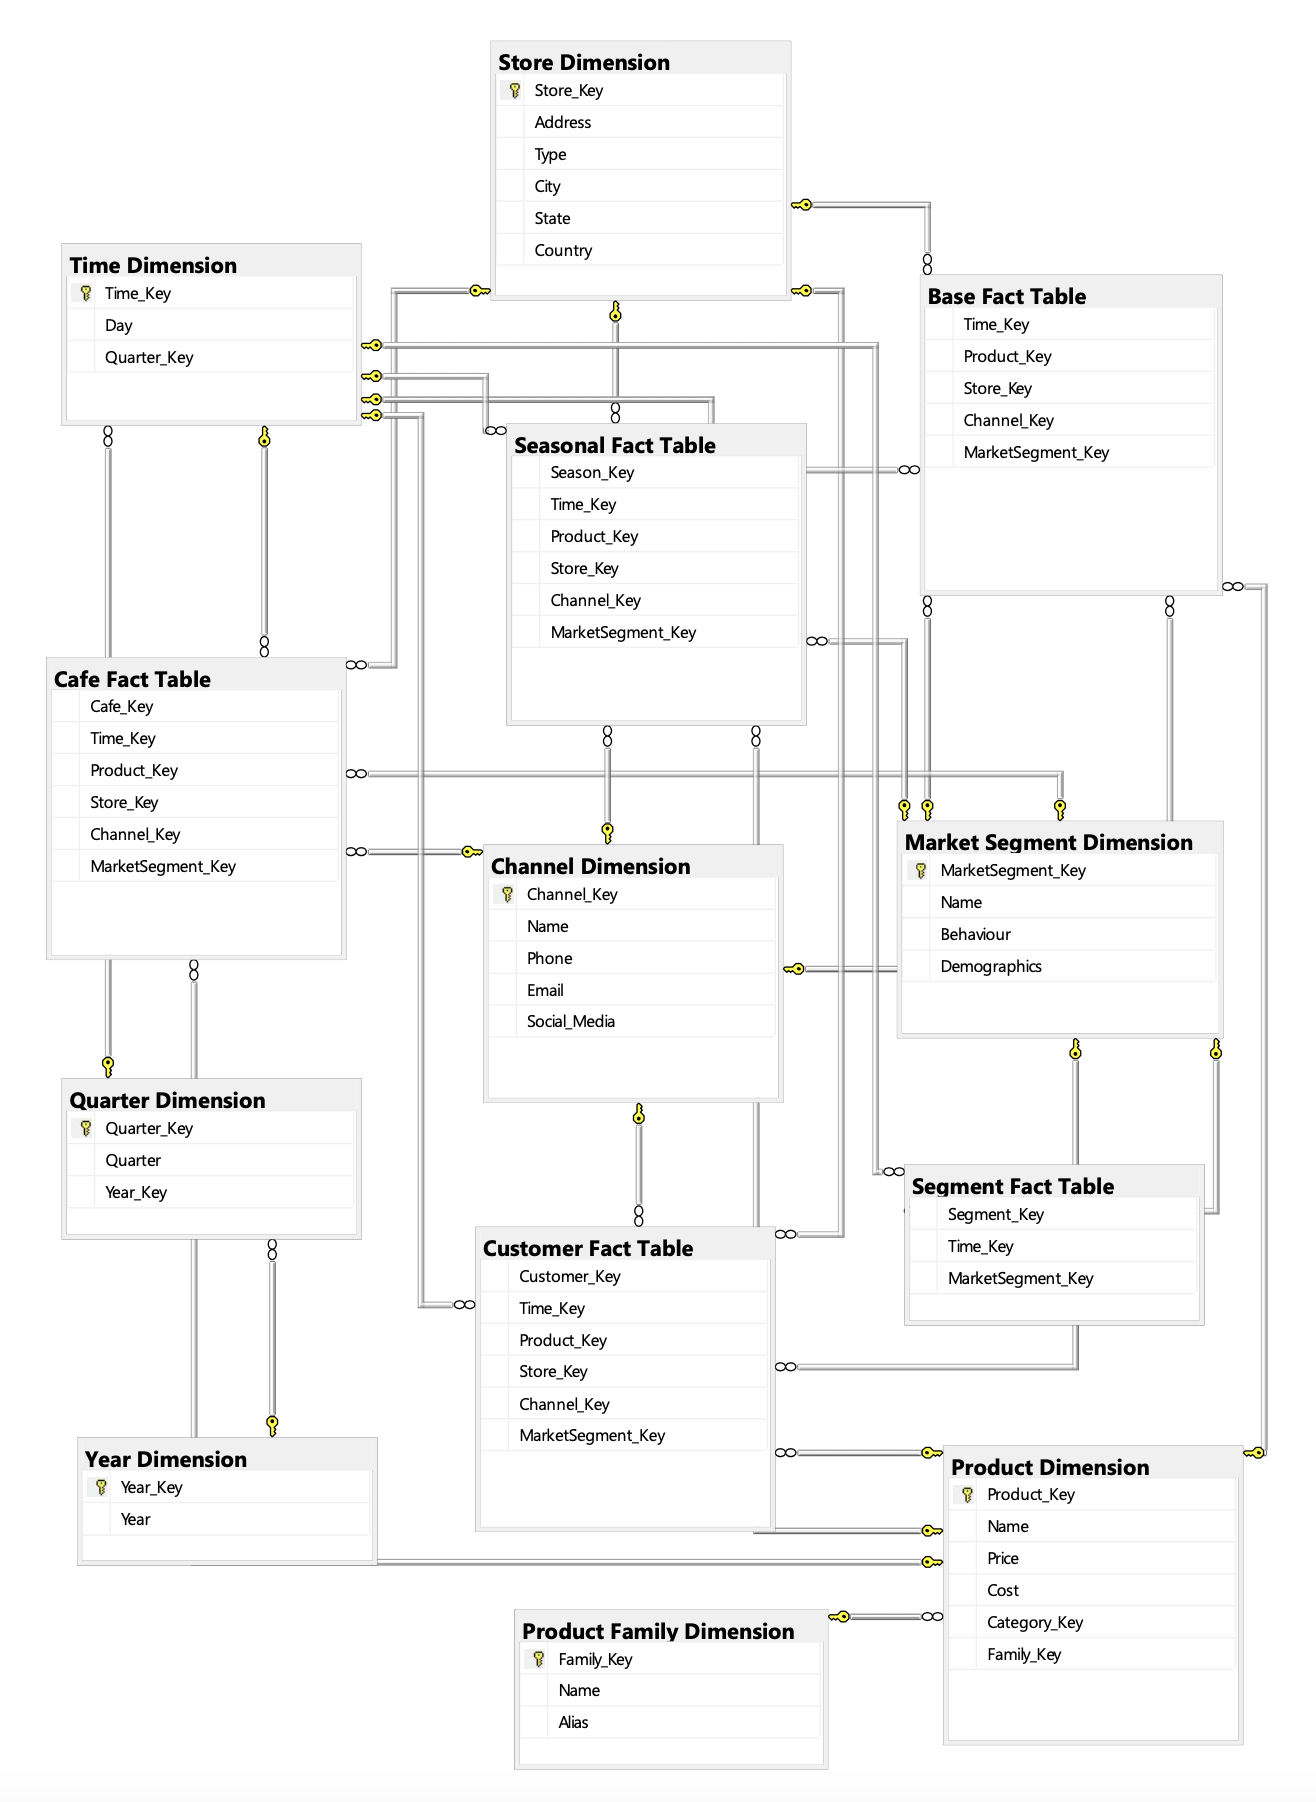 Store Dimension
Store_Key
Address
Type
City
State
Country
Time Dimension
Time_Key
Day
Quarter_Key
Base Fact Table
Time_Key
Product_Key
Store_Key
Channel_Key
MarketSegment_Key
Seasonal Fact Table
Season_Key
Time_Key
Product_Key
Store_Key
Channel_Key
MarketSegment_Key
Cafe Fact Table
Cafe_Key
Time_Key
Product_Key
Store_Key
Channel_Key
MarketSegment_Key
Channel Dimension
Channel_Key
Name
Phone
Email
Social_Media
Market Segment Dimension
MarketSegment_Key
Name
Behaviour
Demographics
Quarter Dimension
Quarter_Key
Quarter
Year_Key
Segment Fact Table
Segment_Key
Time_Key
MarketSegment_Key
Customer Fact Table
Customer_Key
Time_Key
Product_Key
Store_Key
Channel_Key
MarketSegment_Key
Year Dimension
Year_Key
Year
Product Dimension
Product_Key
Name
Price
Cost
Category_Key
Family_Key
Product Family Dimension
Family_Key
Name
Alias